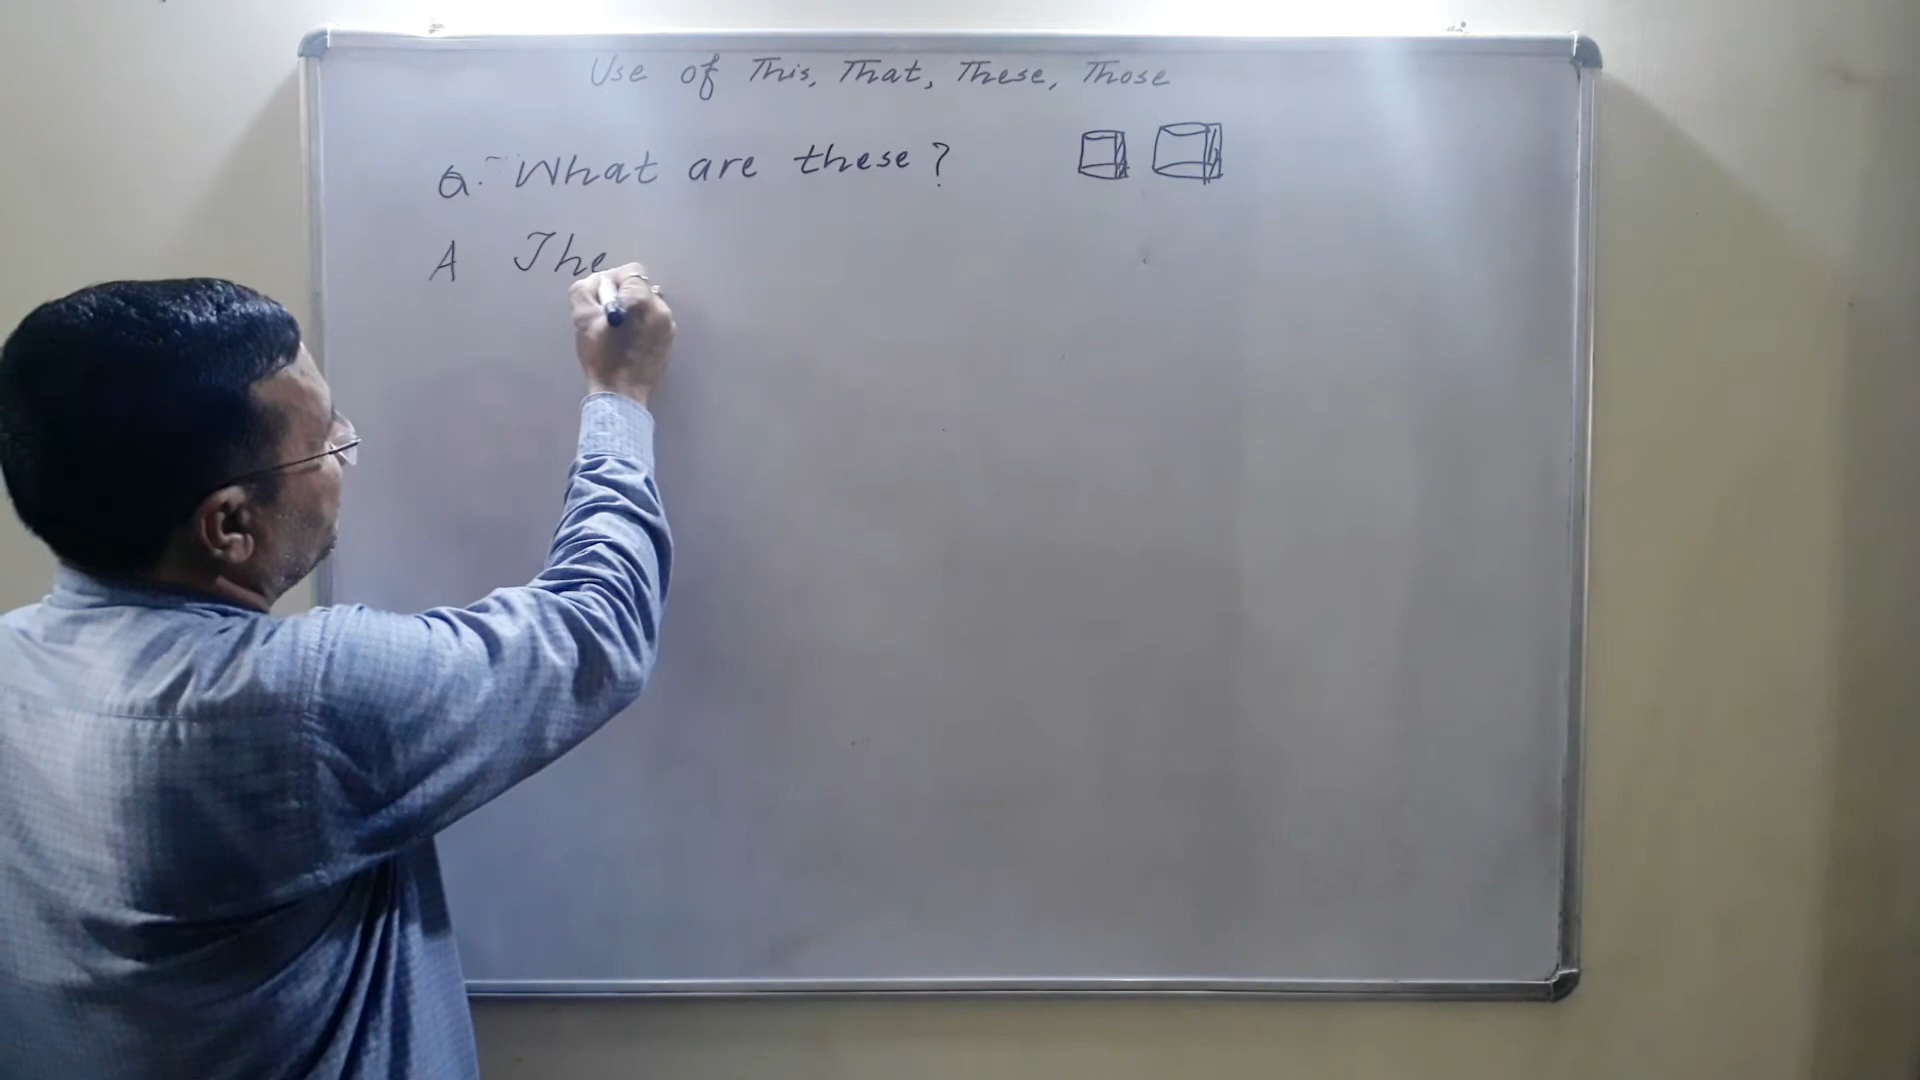 Use of This, That, These, Those
Q. What are these?
A The